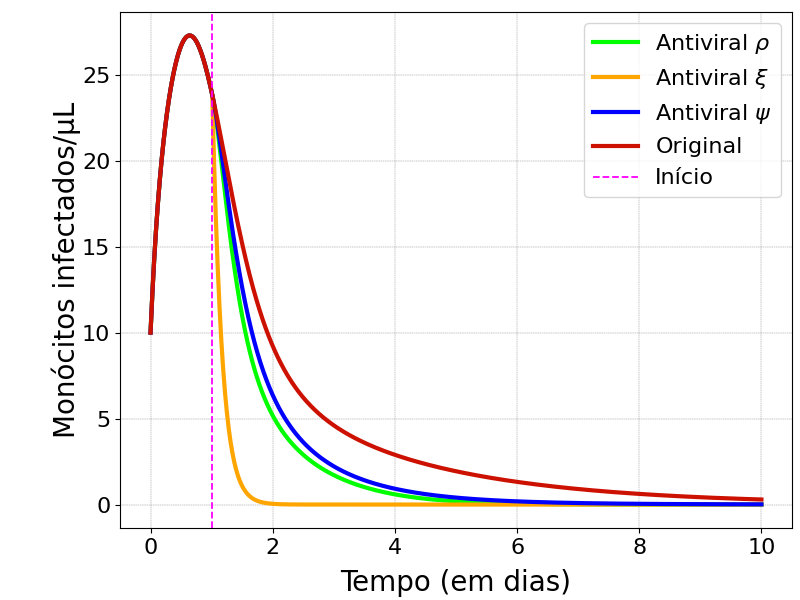 Antiviral ρ
Antiviral ξ
Antiviral ψ
Original
Início
Monócitos infectados/μL
25
20
15
10
5
0
0 2 4 6 8 10
Tempo (em dias)